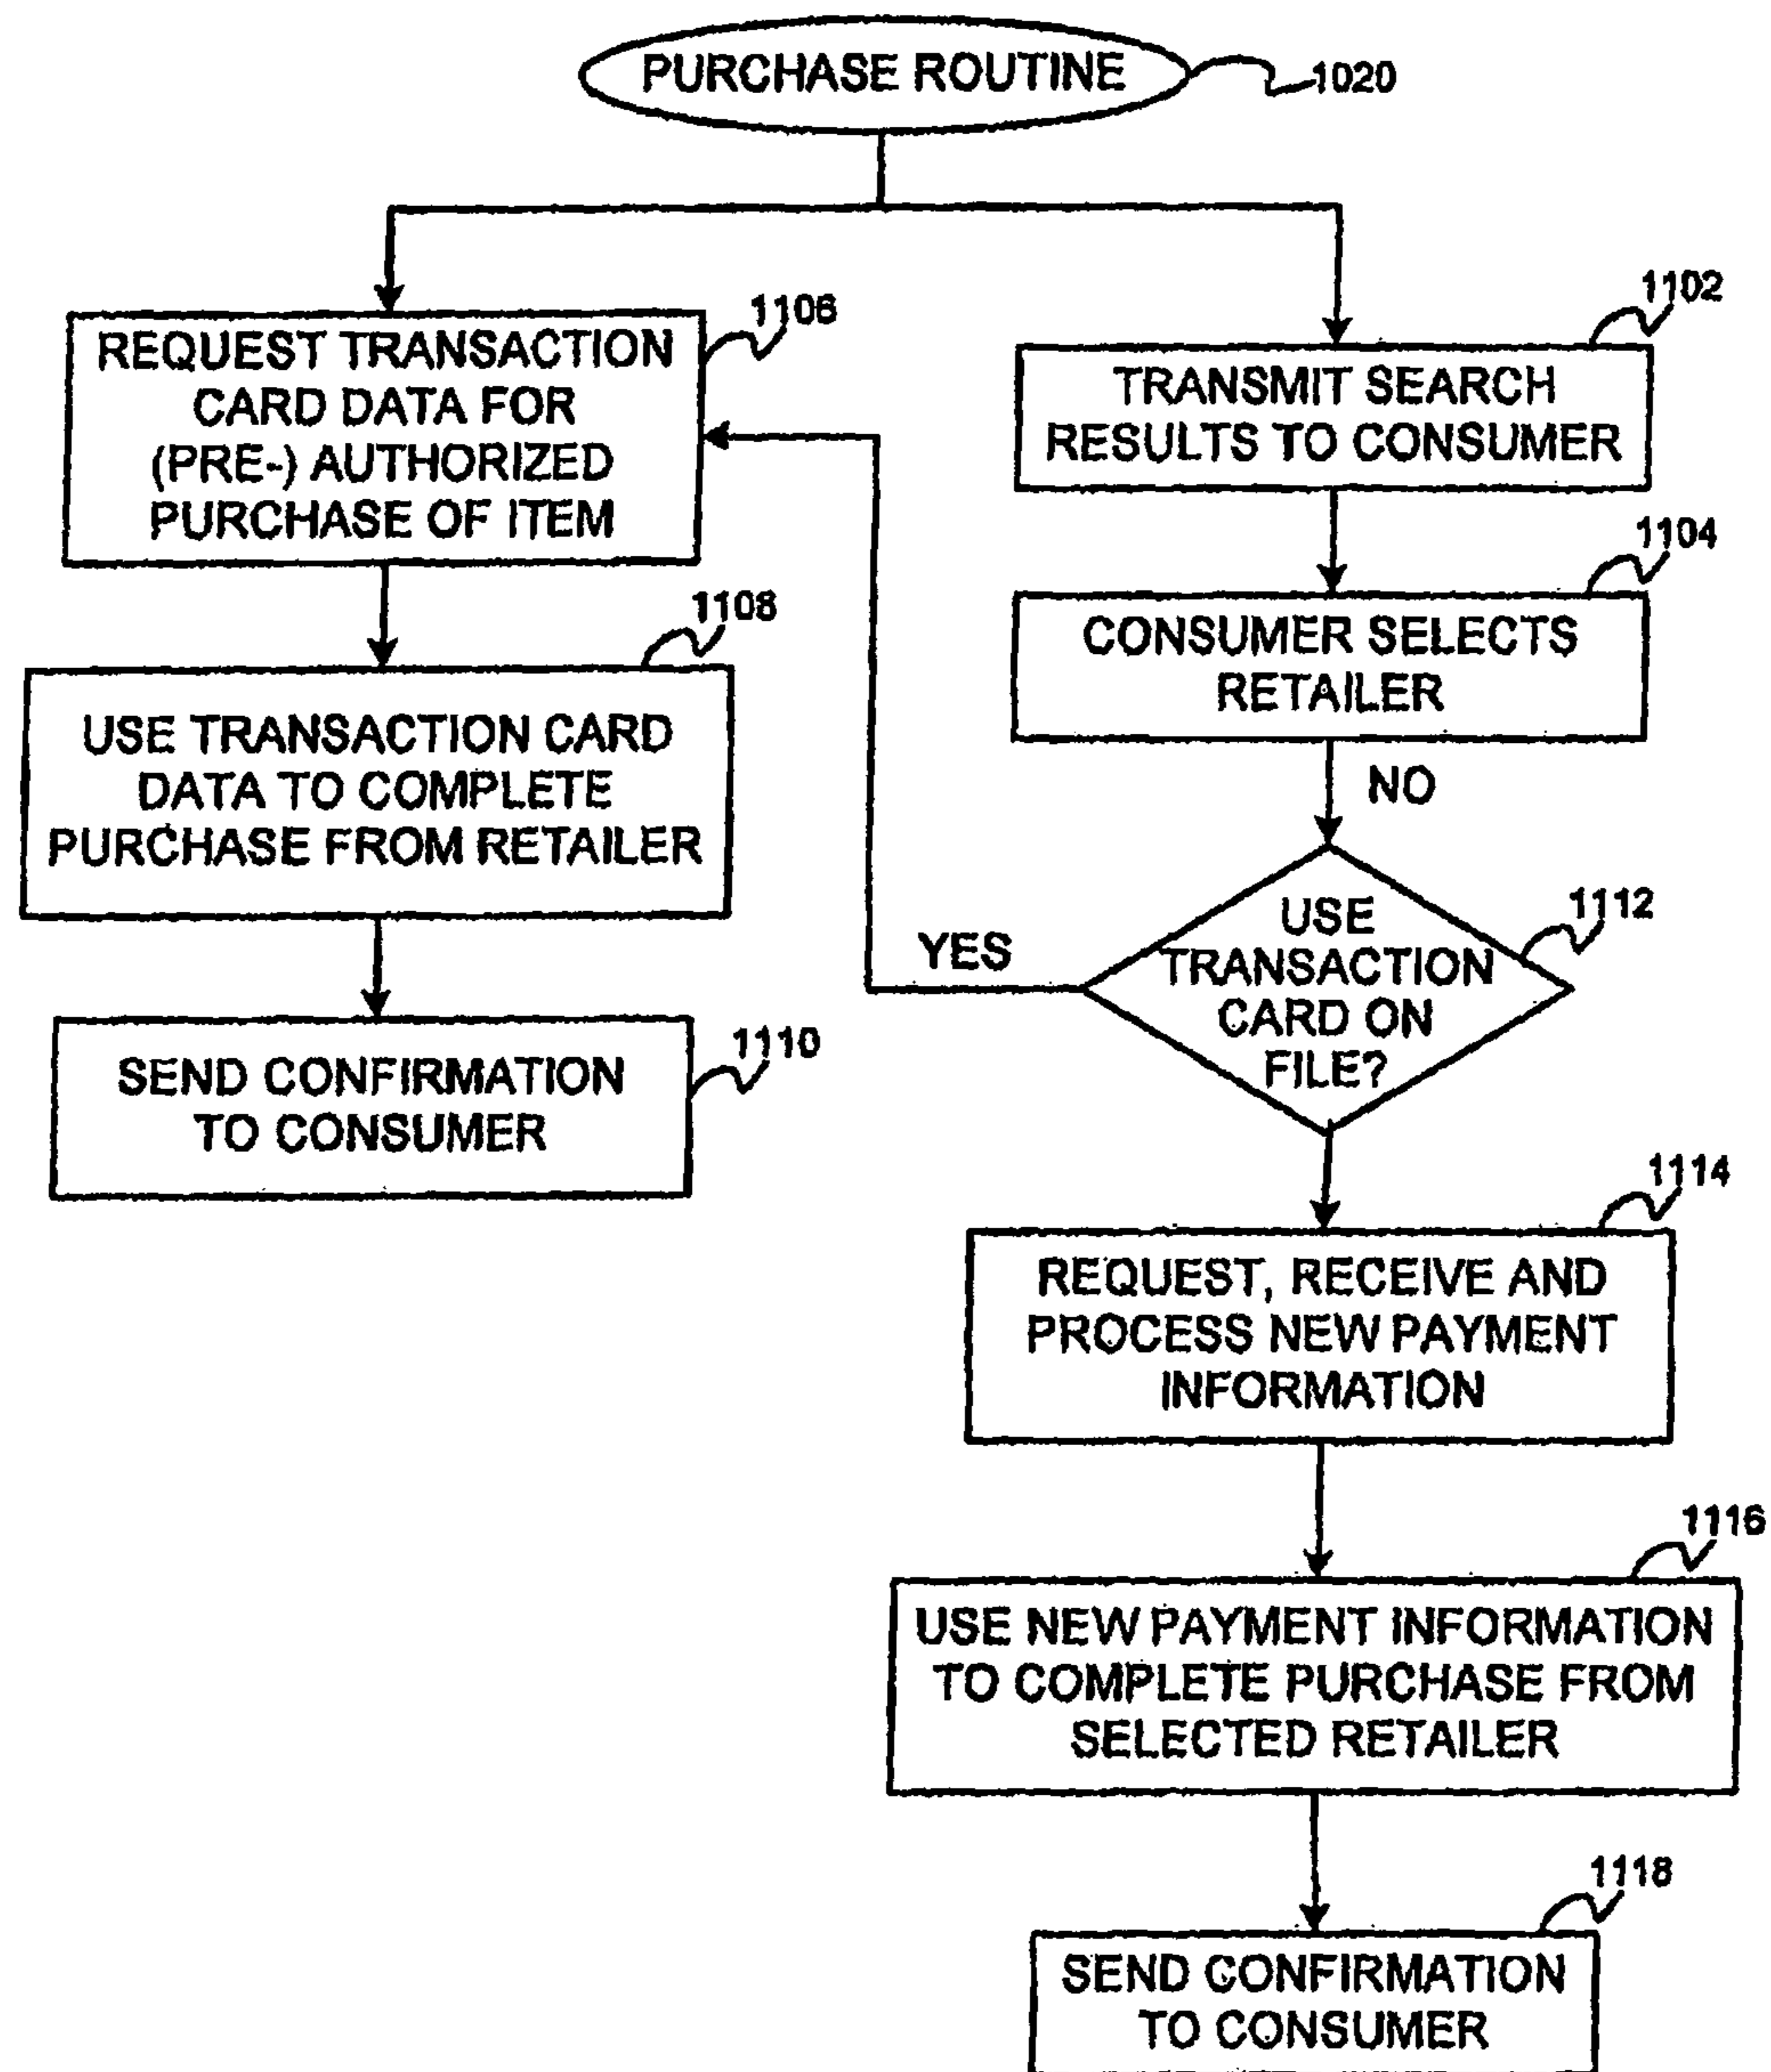 PURCHASE ROUTINE
1020
1106
REQUEST TRANSACTION
CARD DATA FOR
(PRE-) AUTHORIZED
PURCHASE OF ITEM
1102
TRANSMIT SEARCH
RESULTS TO CONSUMER
1104
CONSUMER SELECTS
RETAILER
NO
1108
USE TRANSACTION CARD
DATA TO COMPLETE
PURCHASE FROM RETAILER
YES
1112
USE
TRANSACTION
CARD ON
FILE?
1110
SEND CONFIRMATION
TO CONSUMER
1114
REQUEST, RECEIVE AND
PROCESS NEW PAYMENT
INFORMATION
1116
USE NEW PAYMENT INFORMATION
TO COMPLETE PURCHASE FROM
SELECTED RETAILER
1118
SEND CONFIRMATION
TO CONSUMER